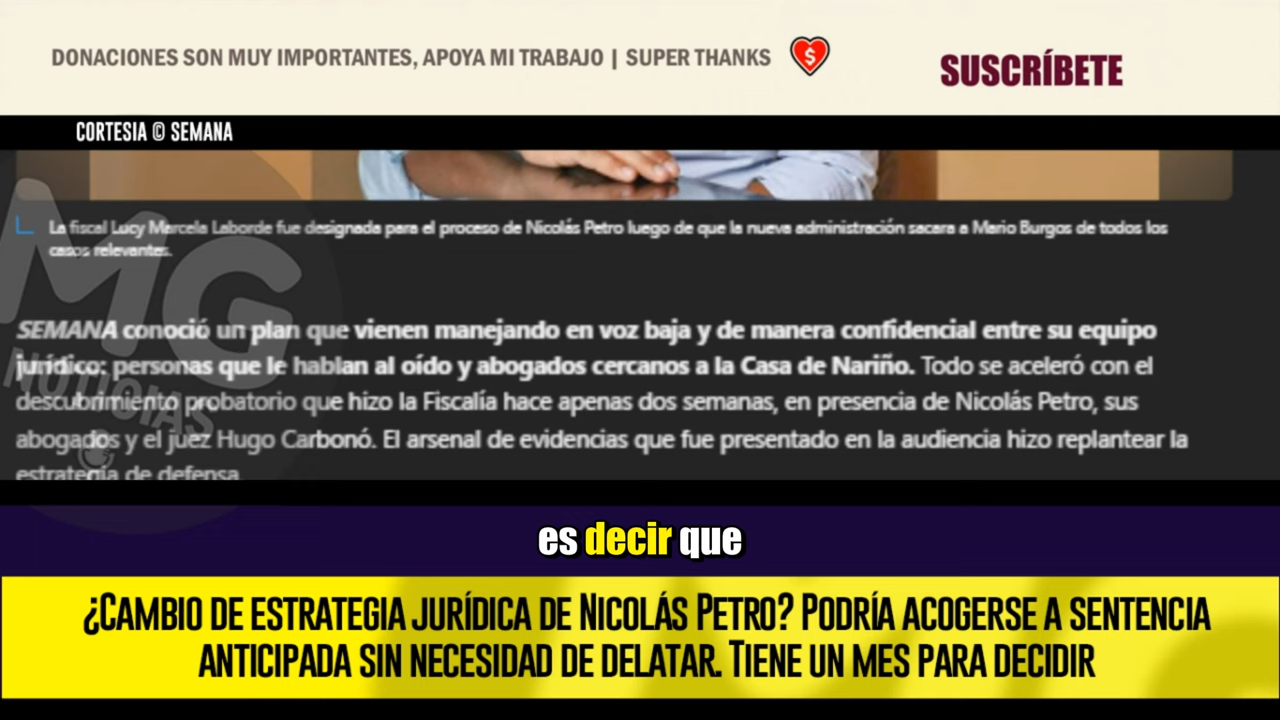 DONACIONES SON MUY IMPORTANTES, APOYA MI TRABAJO | SUPER THANKS
$
SUSCRÍBETE
CORTESIA © SEMANA
La fiscal Lucy Marcela Laborde fue designada para el proceso de Nicolás Petro luego de que la nueva administración sacara a Mario Burgos de todos los
casos relevantes.
MG
NOTICIAS
SEMANA conoció un plan que vienen manejando en voz baja y de manera confidencial entre su equipo
jurídico: personas que le hablan al oído y abogados cercanos a la Casa de Nariño. Todo se aceleró con el
descubrimiento probatorio que hizo la Fiscalía hace apenas dos semanas, en presencia de Nicolás Petro, sus
abogados y el juez Hugo Carbonó. El arsenal de evidencias que fue presentado en la audiencia hizo replantear la
estrategia de defensa.
es decir que
¿CAMBIO DE ESTRATEGIA JURÍDICA DE NICOLÁS PETRO? PODRÍA ACOGERSE A SENTENCIA
ANTICIPADA SIN NECESIDAD DE DELATAR. TIENE UN MES PARA DECIDIR